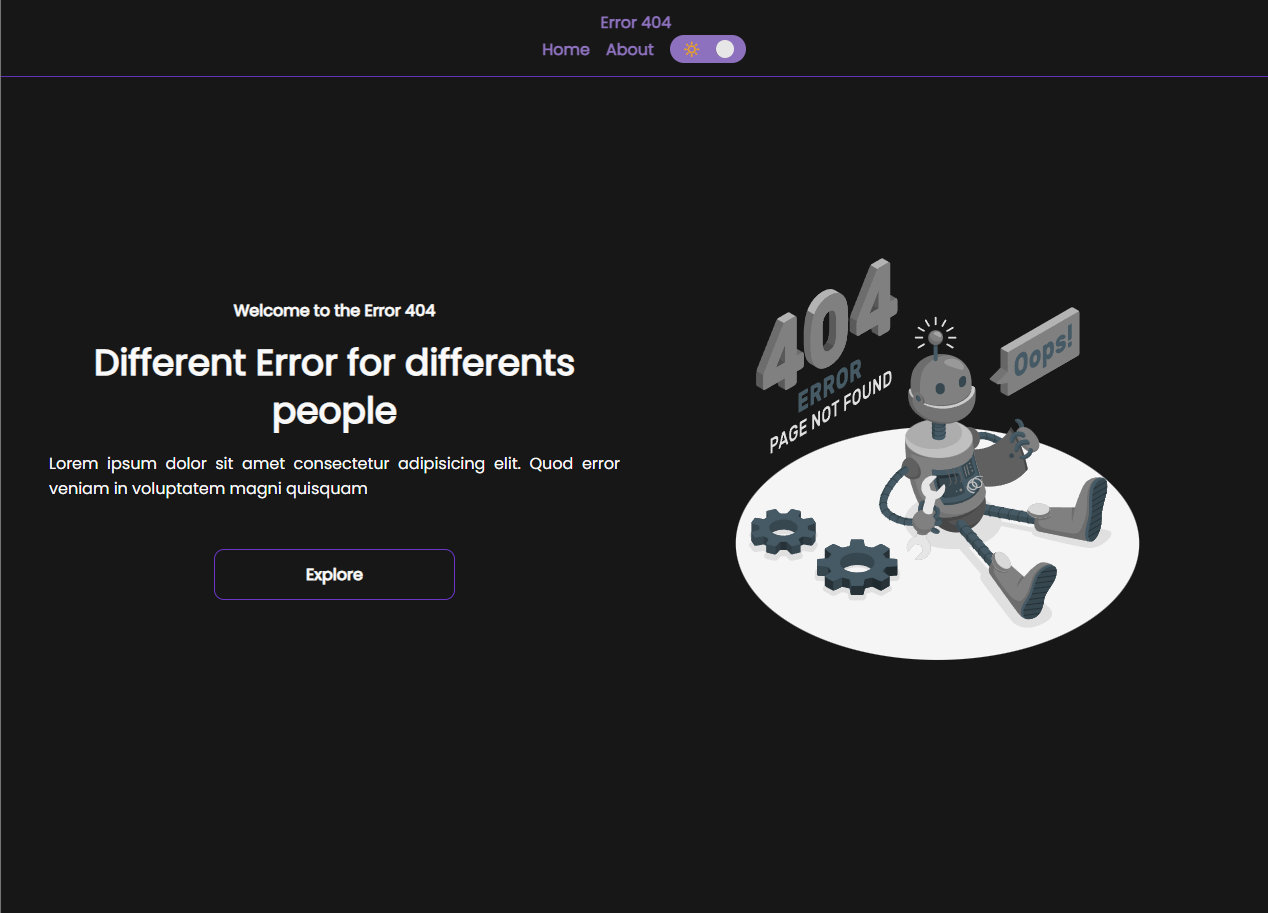 Error 404
Home About
Welcome to the Error 404
Different Error for differents
people
Lorem ipsum dolor sit amet consectetur adipisicing elit. Quod error
veniam in voluptatem magni quisquam
Explore
404
ERROR
PAGE NOT FOUND
Oops!